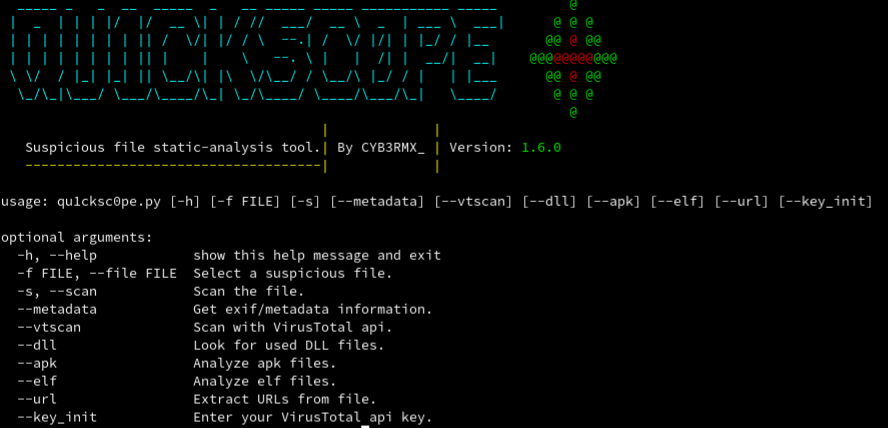 QU1CKSC0PE
Suspicious file static-analysis tool.| By CYB3RMX_ | Version: 1.6.0
usage: qu1cksc0pe.py [-h] [-f FILE] [-s] [--metadata] [--vtscan] [--dll] [--apk] [--elf] [--url] [--key_init]
optional arguments:
-h, --help show this help message and exit
-f FILE, --file FILE Select a suspicious file.
-s, --scan Scan the file.
--metadata Get exif/metadata information.
--vtscan Scan with VirusTotal api.
--dll Look for used DLL files.
--apk Analyze apk files.
--elf Analyze elf files.
--url Extract URLs from file.
--key_init Enter your VirusTotal api key.